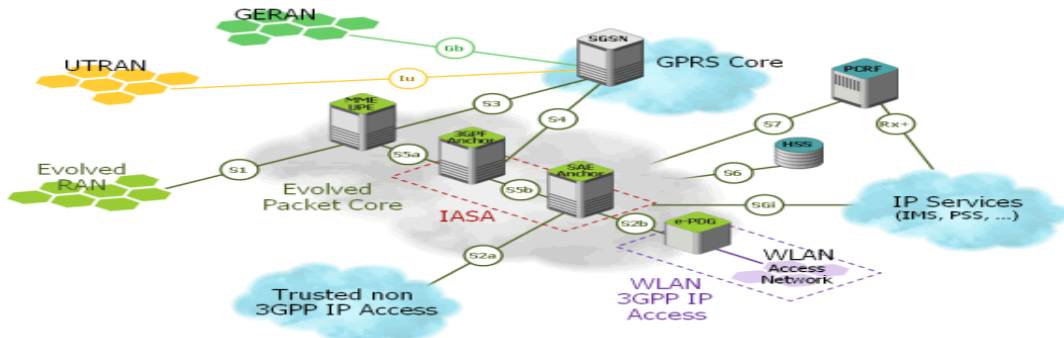 GERAN
SGSN
Gb
GPRS Core
UTRAN
Iu
PCRF
MME
UPE
S3
S4
S7
Rx+
3GPP
Anchor
HSS
S5a
S1
SAE
Anchor
S6
Evolved
RAN
Evolved
Packet Core
S5b
IASA
SGi
IP Services
(IMS, PSS, ...)
S2b
e-PDG
S2a
WLAN
Access
Network
WLAN
3GPP IP
Access
Trusted non
3GPP IP Access